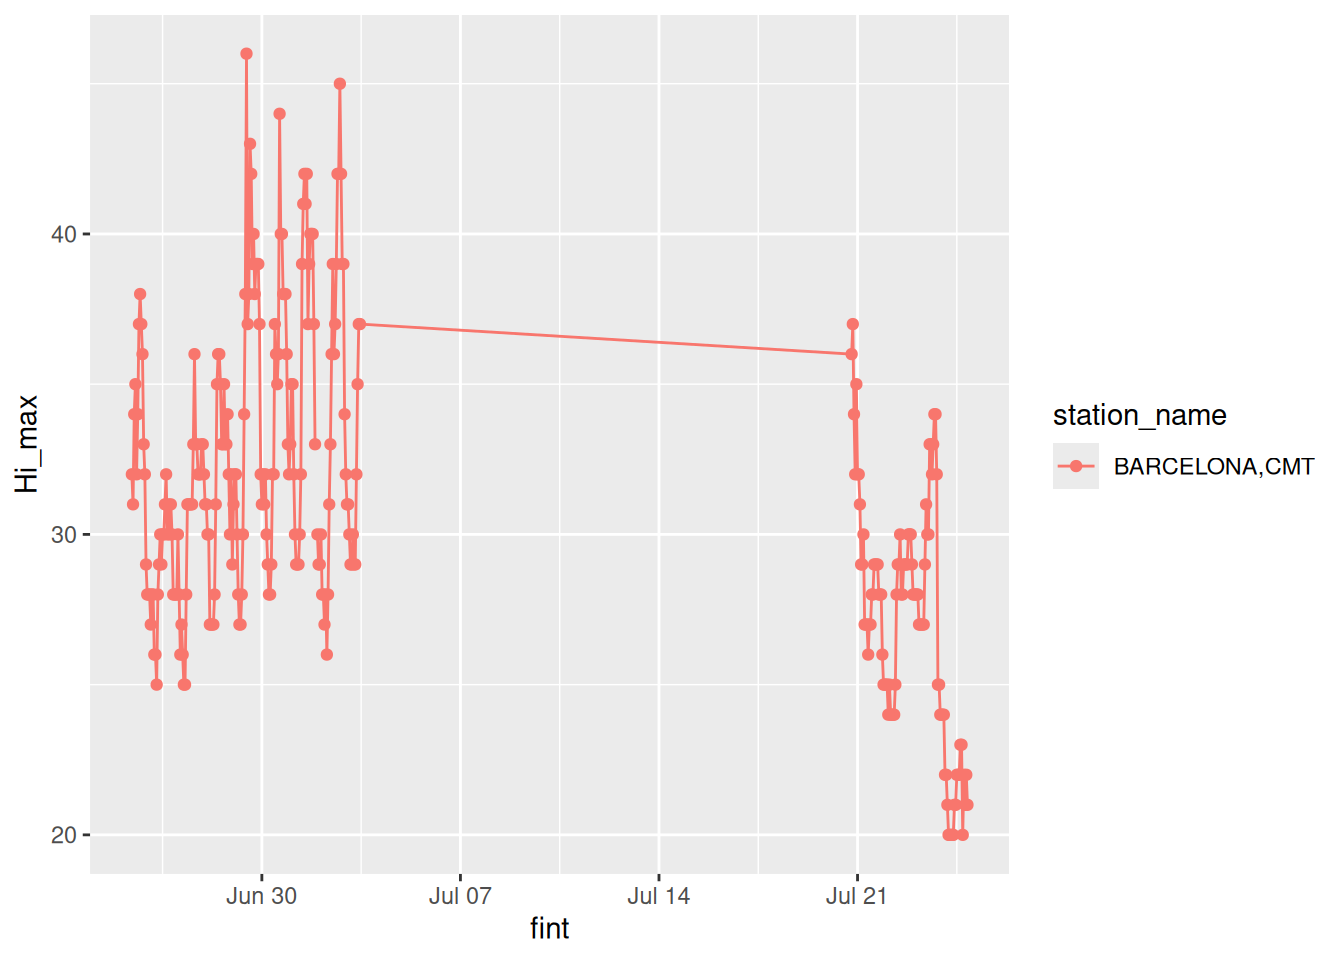 Hi_max
40
30
20
Jun 30
Jul 07
Jul 14
Jul 21
fint
station_name
BARCELONA,CMT